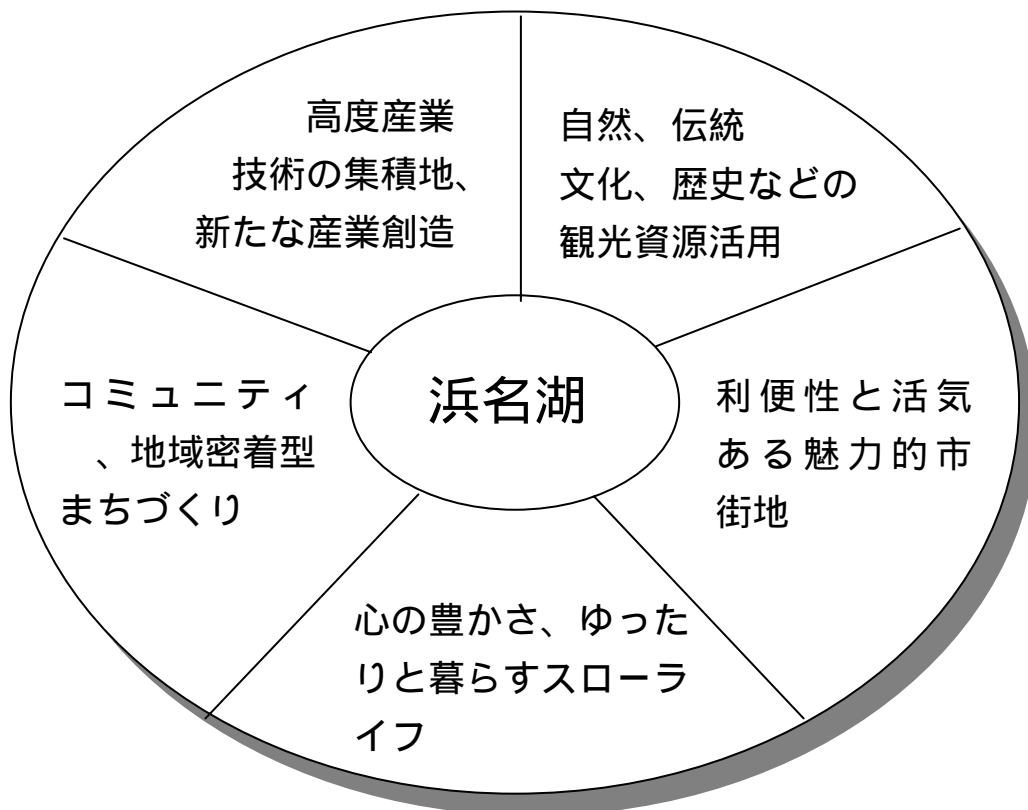 高度産業
技術の集積地、
新たな産業創造
自然、伝統
文化、歴史などの
観光資源活用
コミュニティ
、地域密着型
まちづくり
浜名湖
利便性と活気
ある魅力的市
街地
心の豊かさ、ゆった
りと暮らすスローラ
イフ